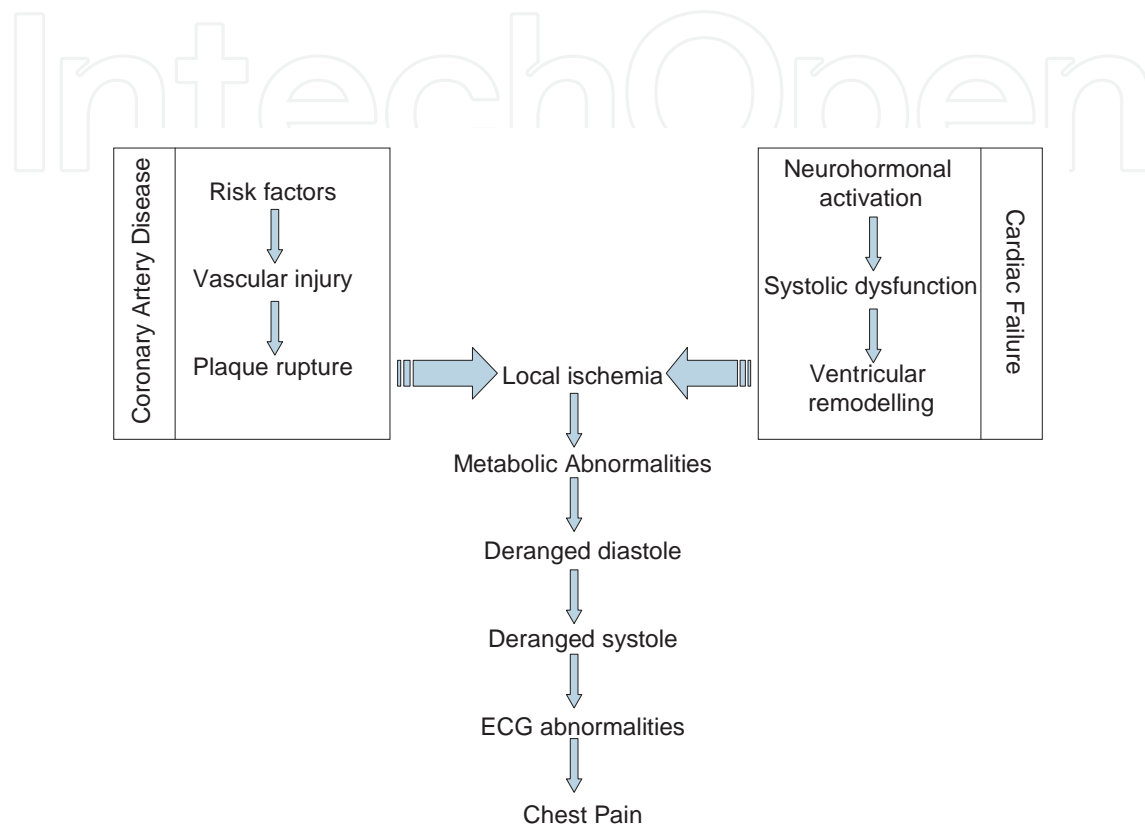 IntechOpen
Coronary Artery Disease
Risk factors
Vascular injury
Plaque rupture
Neurohormonal
activation
Systolic dysfunction
Ventricular
remodelling
Cardiac Failure
Local ischemia
Metabolic Abnormalities
Deranged diastole
Deranged systole
ECG abnormalities
Chest Pain